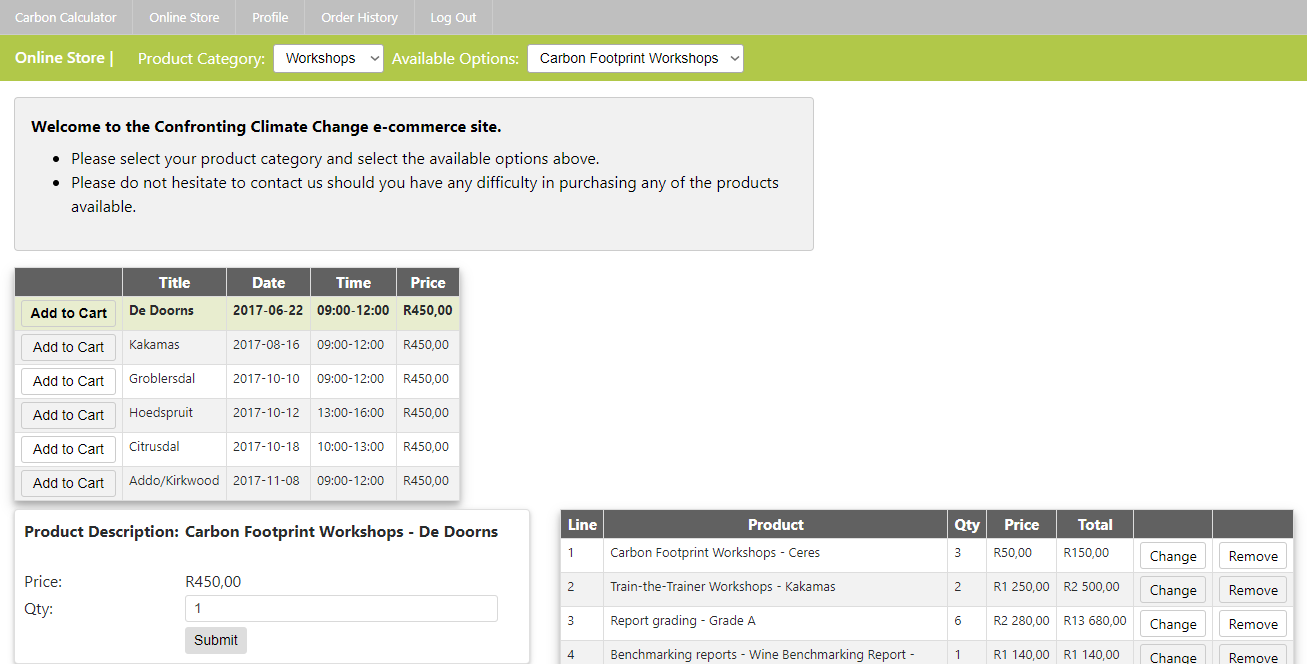 Carbon Calculator Online Store Profile Order History Log Out
Online Store | Product Category: Workshops Available Options: Carbon Footprint Workshops
Welcome to the Confronting Climate Change e-commerce site.
• Please select your product category and select the available options above.
• Please do not hesitate to contact us should you have any difficulty in purchasing any of the products
available.
Title Date Time Price
Add to Cart De Doorns 2017-06-22 09:00-12:00 R450,00
Add to Cart Kakamas 2017-08-16 09:00-12:00 R450,00
Add to Cart Groblersdal 2017-10-10 09:00-12:00 R450,00
Add to Cart Hoedspruit 2017-10-12 13:00-16:00 R450,00
Add to Cart Citrusdal 2017-10-18 10:00-13:00 R450,00
Add to Cart Addo/Kirkwood 2017-11-08 09:00-12:00 R450,00
Product Description: Carbon Footprint Workshops - De Doorns
Price: R450,00
Qty: 1
Submit
Line Product Qty Price Total
1 Carbon Footprint Workshops - Ceres 3 R50,00 R150,00 Change Remove
2 Train-the-Trainer Workshops - Kakamas 2 R1 250,00 R2 500,00 Change Remove
3 Report grading - Grade A 6 R2 280,00 R13 680,00 Change Remove
4 Benchmarking reports - Wine Benchmarking Report - 1 R1 140,00 R1 140,00 Change Remove